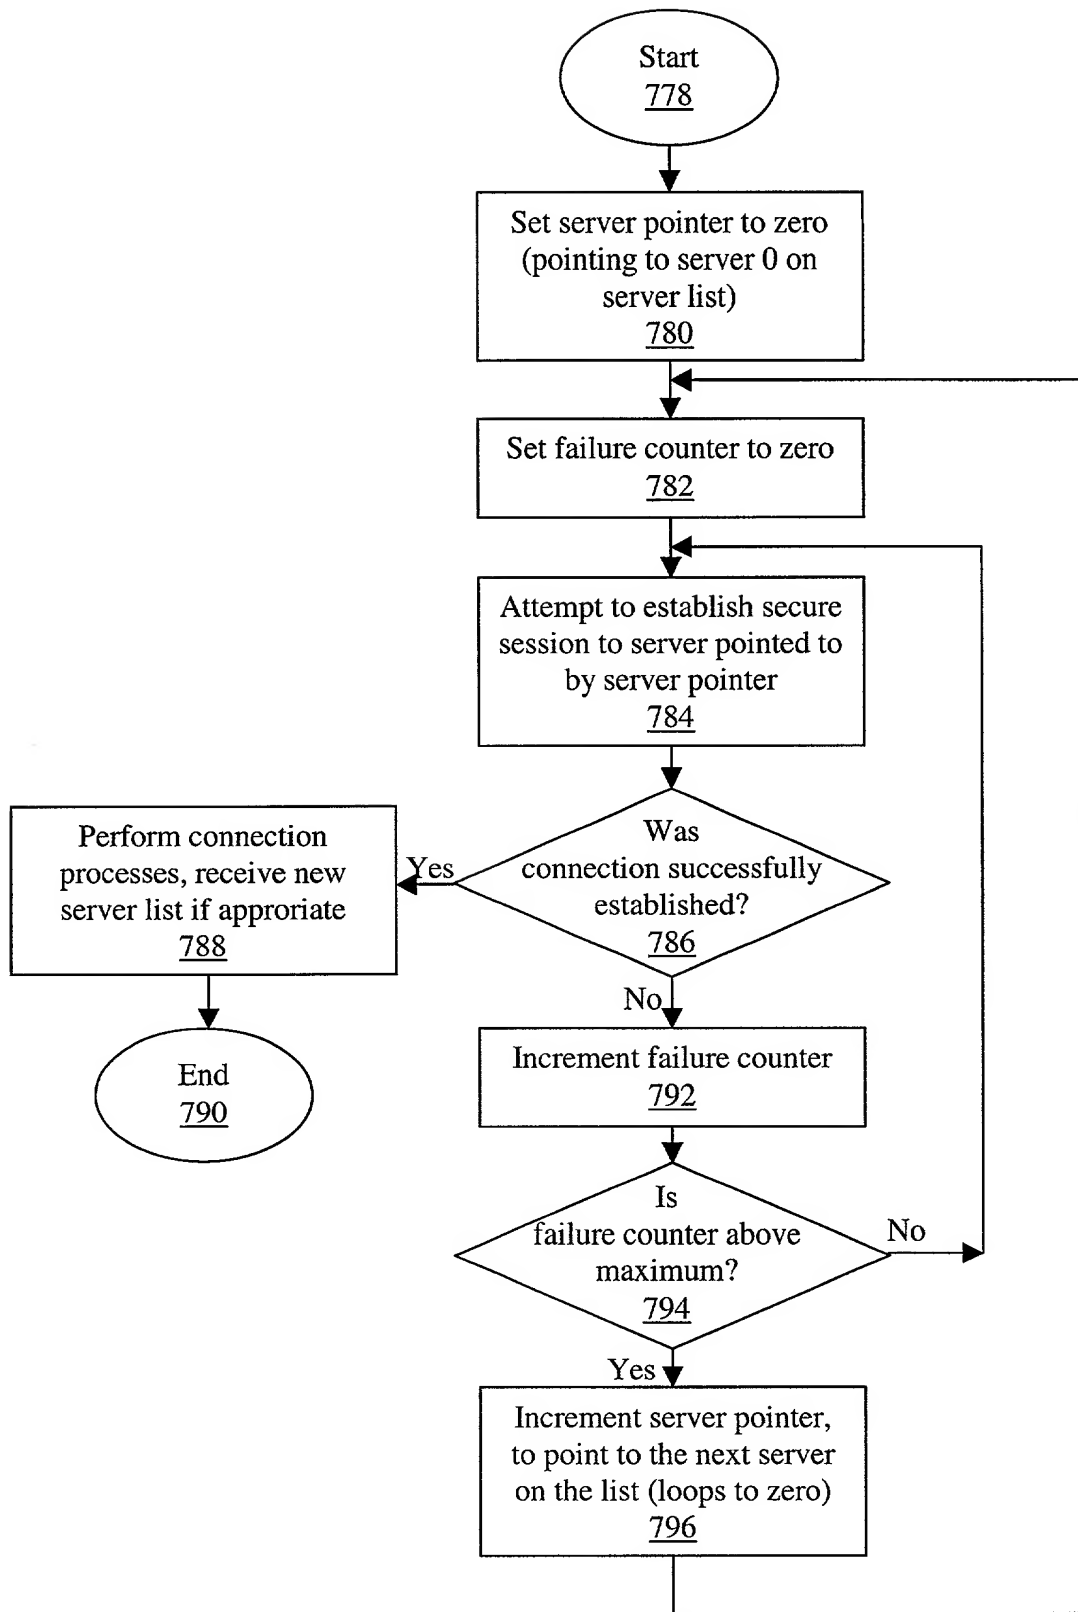 Start
778
Set server pointer to zero
(pointing to server 0 on
server list)
780
Set failure counter to zero
782
Attempt to establish secure
session to server pointed to
by server pointer
784
Was
connection successfully
established?
786
Yes
Perform connection
processes, receive new
server list if approriate
788
End
790
No
Increment failure counter
792
Is
failure counter above
maximum?
794
No
Yes
Increment server pointer,
to point to the next server
on the list (loops to zero)
796